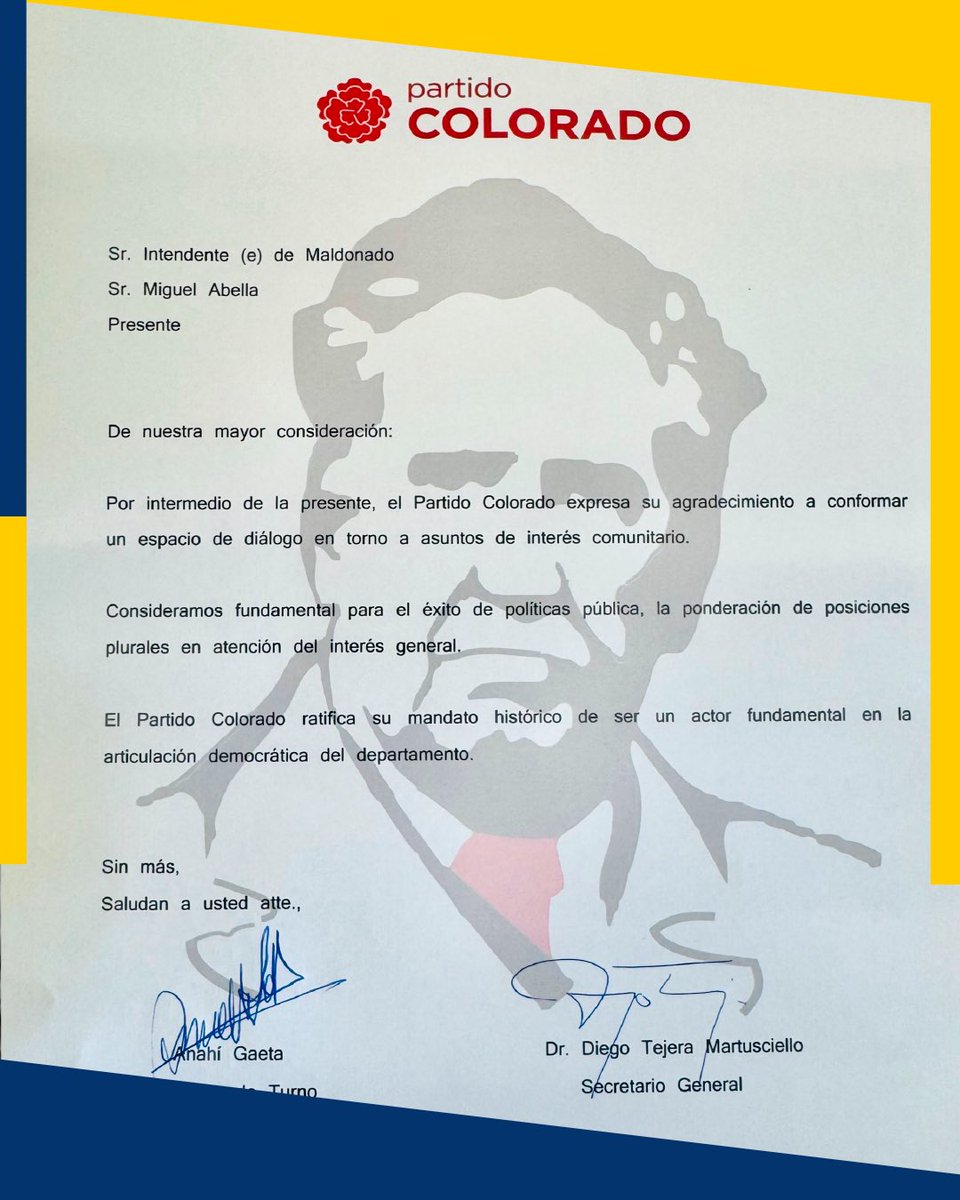 partido
COLORADO
Sr. Intendente (e) de Maldonado
Sr. Miguel Abella
Presente
De nuestra mayor consideración:
Por intermedio de la presente, el Partido Colorado expresa su agradecimiento a conformar
un espacio de diálogo en torno a asuntos de interés comunitario.
Consideramos fundamental para el éxito de políticas pública, la ponderación de posiciones
plurales en atención del interés general.
El Partido Colorado ratifica su mandato histórico de ser un actor fundamental en la
articulación democrática del departamento.
Sin más,
Saludan a usted atte.,
Anahí Gaeta
Turno
Dr. Diego Tejera Martusciello
Secretario General